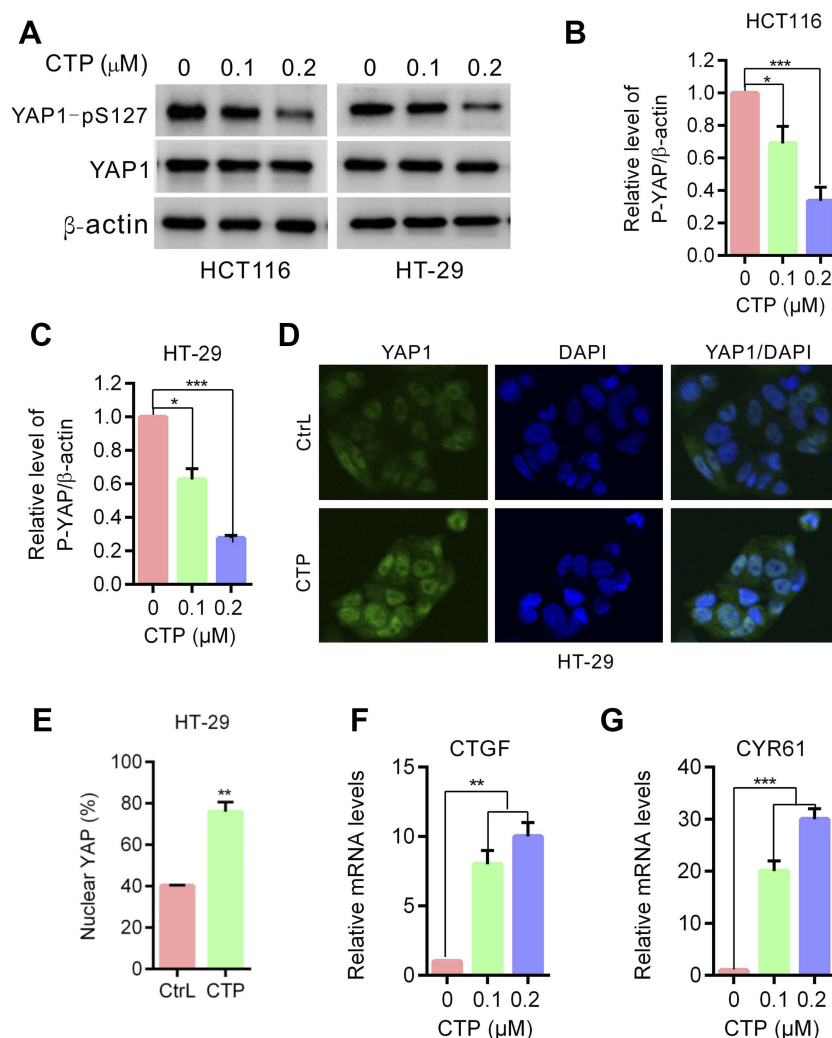 A
CTP (μM) 0 0.1 0.2 0 0.1 0.2
YAP1-pS127
YAP1
β-actin
HCT116 HT-29
B
HCT116
Relative level of
P-YAP/β-actin
1.2
1.0
0.8
0.6
0.4
0.2
0.0
***
*
0 0.1 0.2
CTP (μM)
C
HT-29
Relative level of
P-YAP/β-actin
1.2
1.0
0.8
0.6
0.4
0.2
0.0
***
*
0 0.1 0.2
CTP (μM)
D
YAP1 DAPI YAP1/DAPI
CtrL
CTP
HT-29
E
HT-29
Nuclear YAP (%)
100
80
60
40
20
0
**
CtrL CTP
F
CTGF
Relative mRNA levels
15
10
5
0
**
0 0.1 0.2
CTP (μM)
G
CYR61
Relative mRNA levels
40
30
20
10
0
***
0 0.1 0.2
CTP (μM)